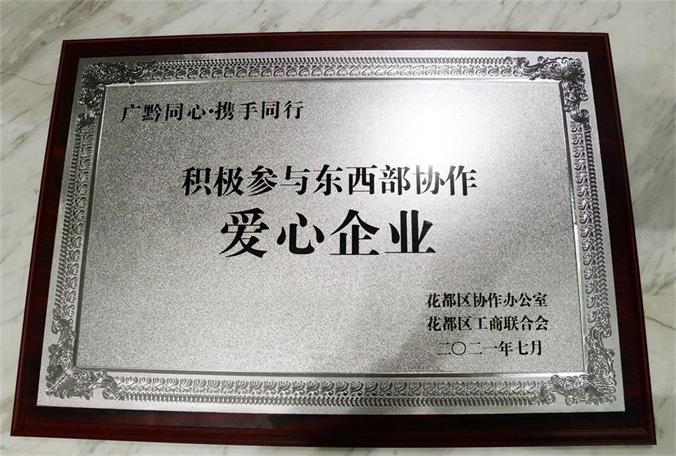 广黔同心·携手同行
积极参与东西部协作
爱心企业
花都区协作办公室
花都区工商联合会
二〇二一年七月